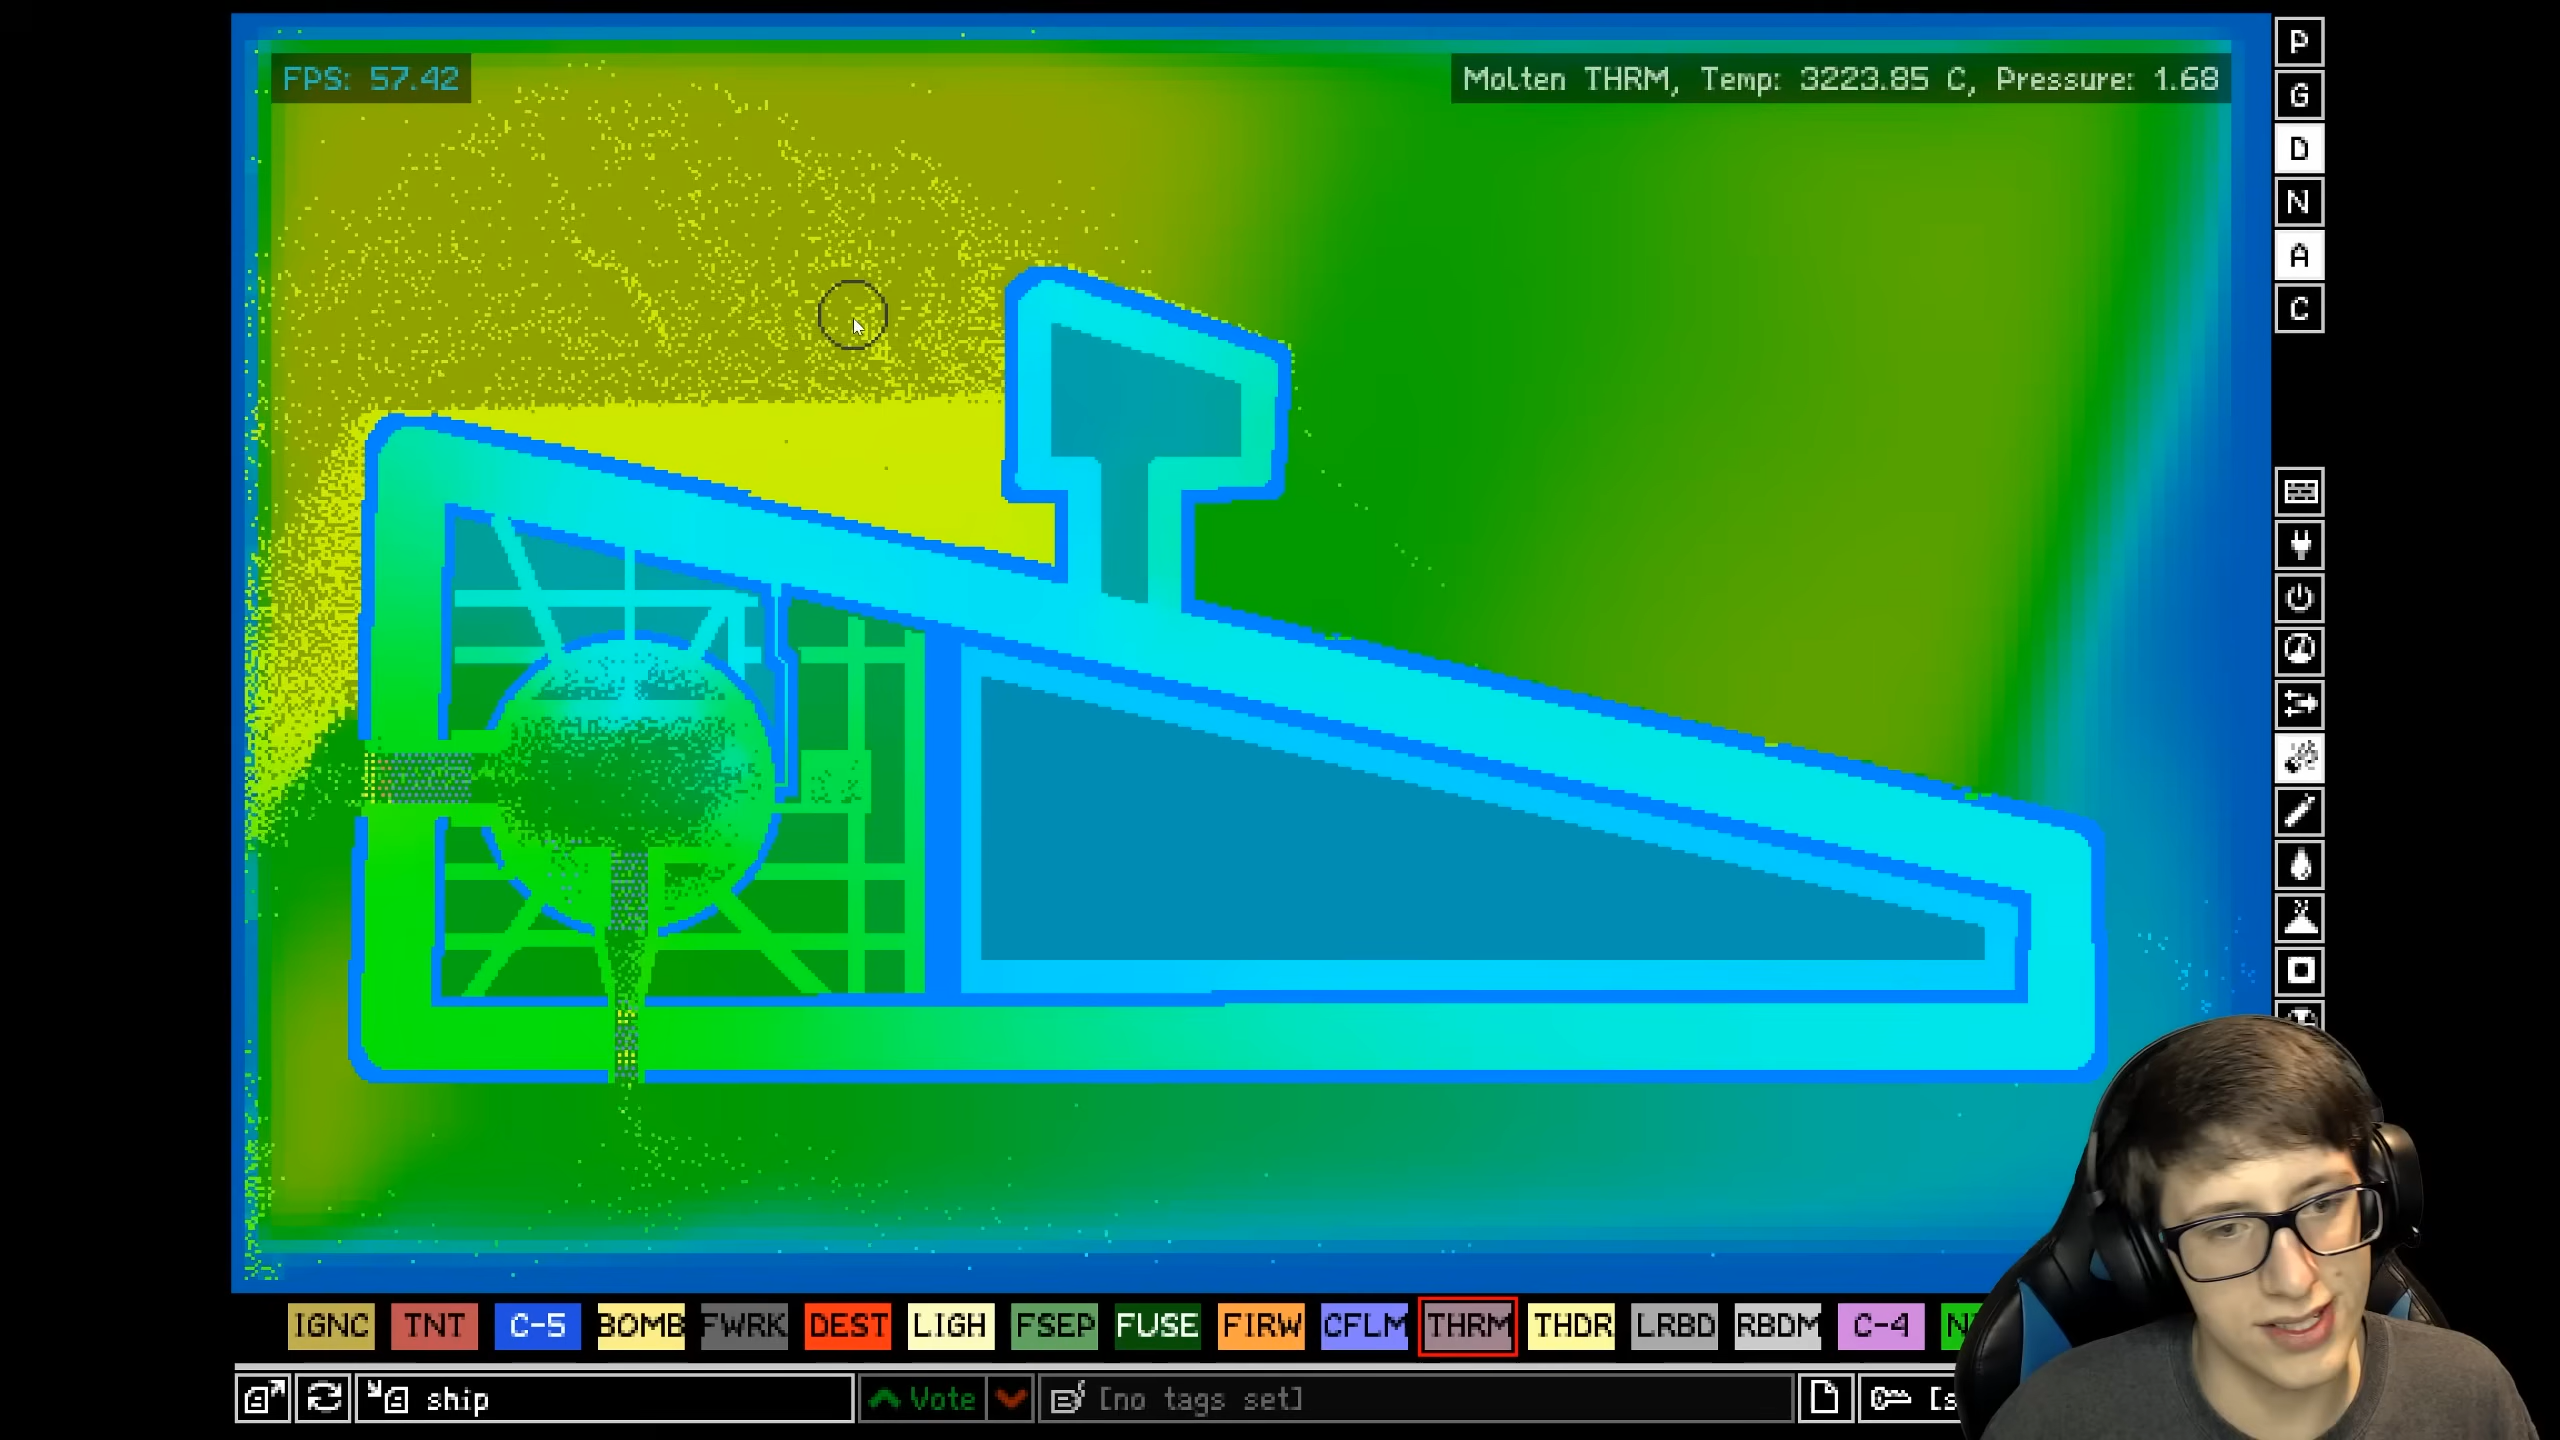 FPS: 57.42
Molten THRM, Temp: 3223.85 C, Pressure: 1.68
P
G
D
N
A
C
IGNC TNT C-5 BOMB FWRK DEST LIGH FSEP FUSE FIRW CFLM THRM THDR LRBD RBDM C-4 N
ship Vote [no tags set] [s